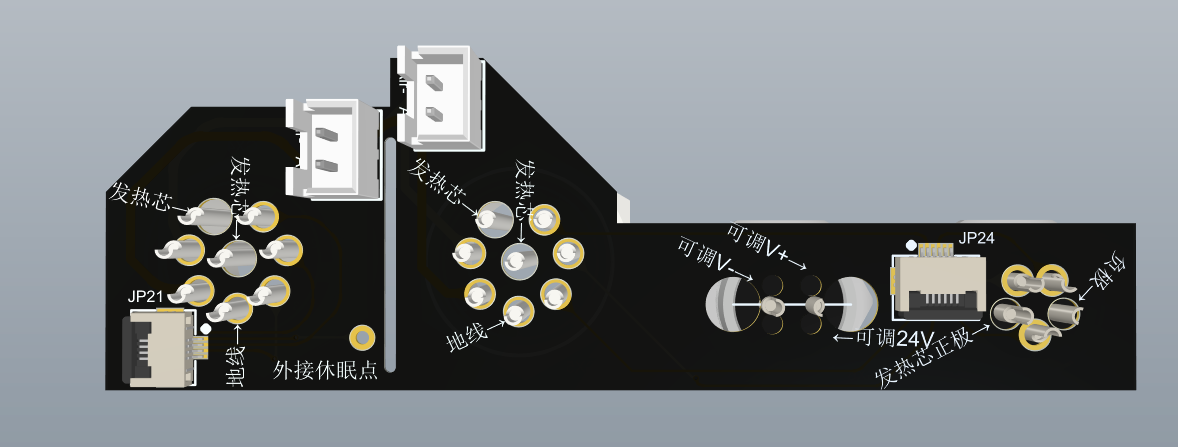 发热芯→
发热芯→
发热芯→
发热芯→
JP21
地线→
外接休眠点
地线→
可调V-→
可调V+→
JP24
负极→
←可调24V
发热芯正极→